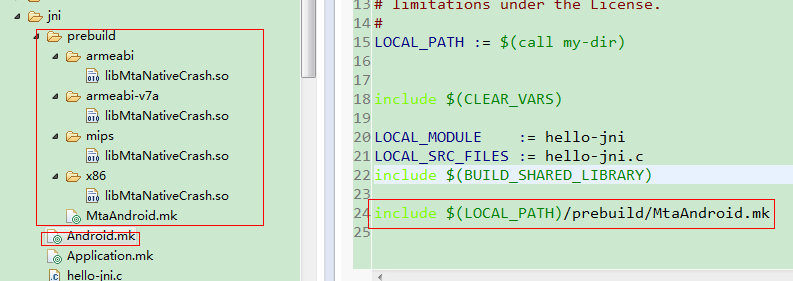 jni
prebuild
armeabi
libMtaNativeCrash.so
armeabi-v7a
libMtaNativeCrash.so
mips
libMtaNativeCrash.so
x86
libMtaNativeCrash.so
MtaAndroid.mk
Android.mk
Application.mk
hello-jni.c
13 # limitations under the License.
14 #
15 LOCAL_PATH := $(call my-dir)
16
17
18 include $(CLEAR_VARS)
19
20 LOCAL_MODULE    := hello-jni
21 LOCAL_SRC_FILES := hello-jni.c
22 include $(BUILD_SHARED_LIBRARY)
23
24 include $(LOCAL_PATH)/prebuild/MtaAndroid.mk
25